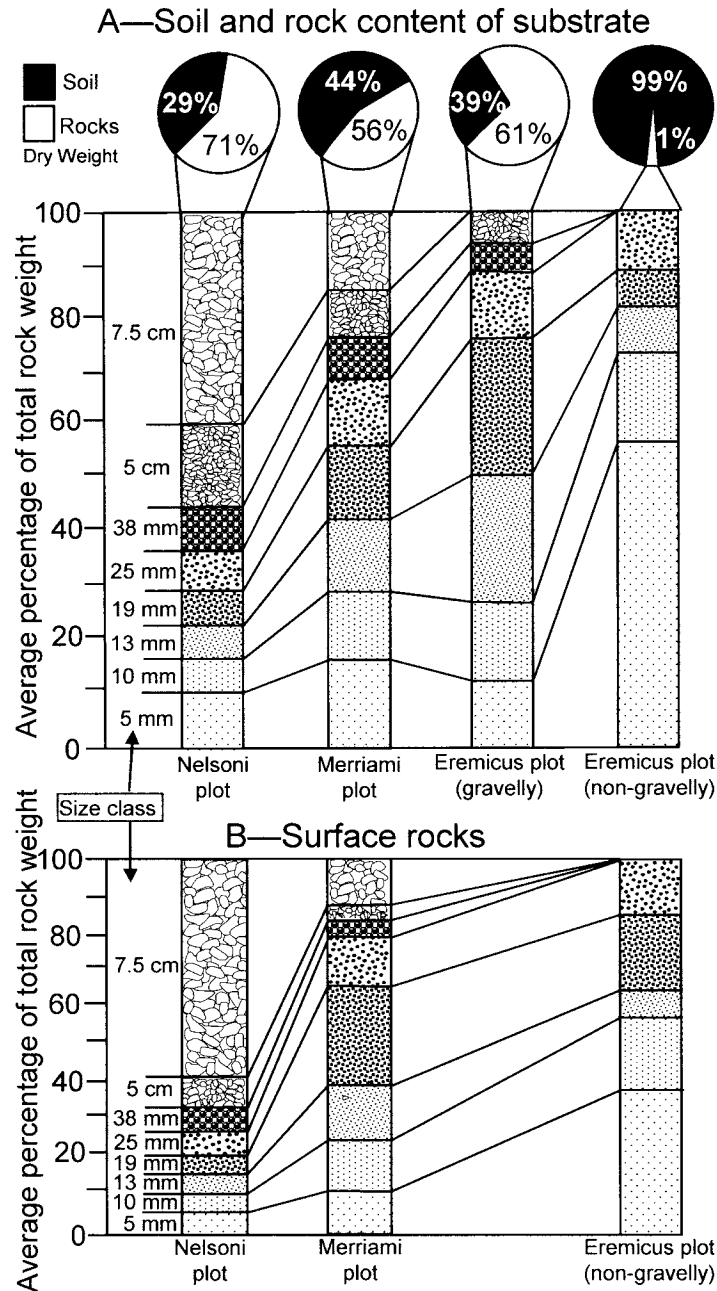 A—Soil and rock content of substrate
Soil
Rocks
Dry Weight
29%
71%
44%
56%
39%
61%
99%
1%
Average percentage of total rock weight
100
80
60
40
20
0
7.5 cm
5 cm
38 mm
25 mm
19 mm
13 mm
10 mm
5 mm
Nelsoni
plot
Merriami
plot
Eremicus plot
(gravelly)
Eremicus plot
(non-gravelly)
Size class
B—Surface rocks
Average percentage of total rock weight
100
80
60
40
20
0
7.5 cm
5 cm
38 mm
25 mm
19 mm
13 mm
10 mm
5 mm
Nelsoni
plot
Merriami
plot
Eremicus plot
(non-gravelly)